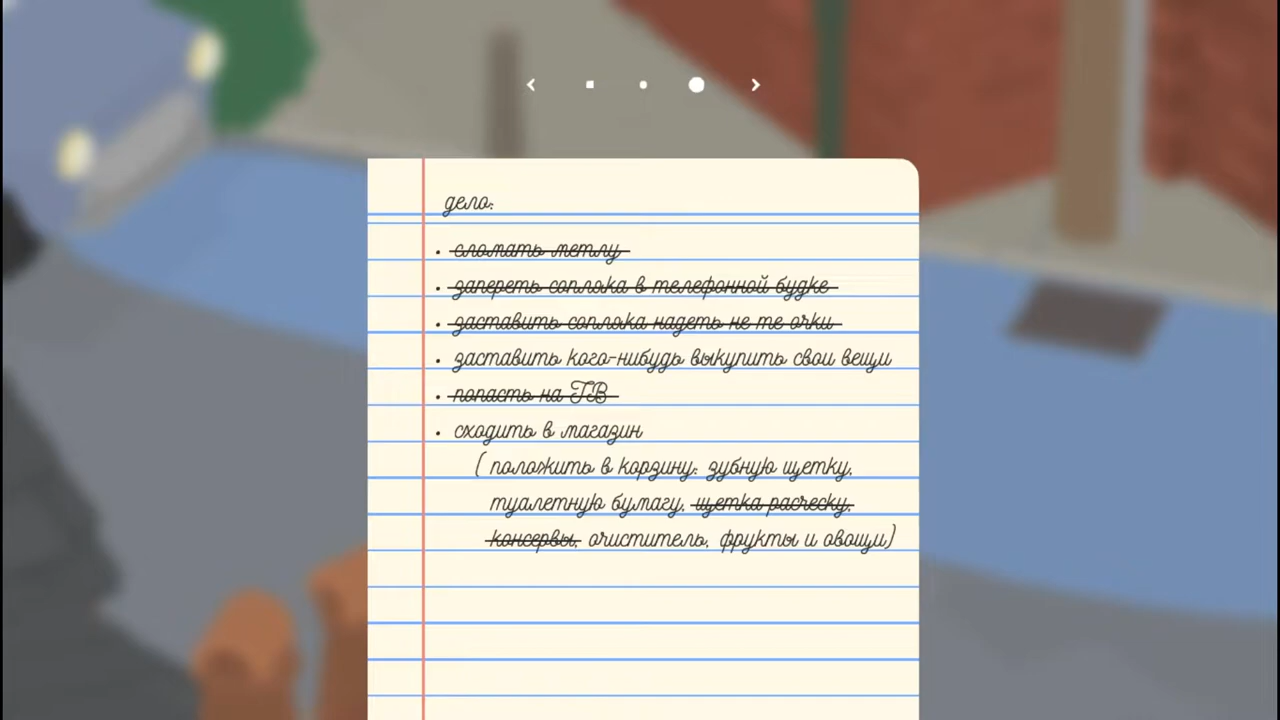 дело:
• сломать метлу
• запереть сопляка в телефонной будке
• заставить сопляка надеть не те очки
• заставить кого-нибудь выкупить свои вещи
• попасть на ТВ
• сходить в магазин
( положить в корзину: зубную щетку,
туалетную бумагу, щетка расческу,
консервы, очиститель, фрукты и овощи)